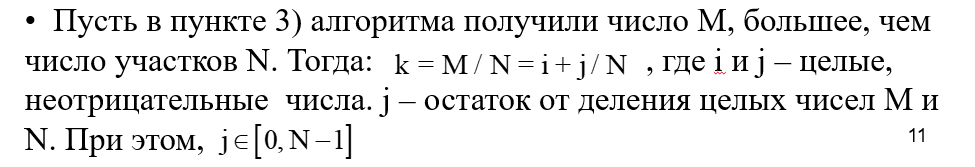 • Пусть в пункте 3) алгоритма получили число М, большее, чем
число участков N. Тогда: k = M / N = i + j / N , где i и j – целые,
неотрицательные числа. j – остаток от деления целых чисел М и
N. При этом, j∈[0, N−1]
11